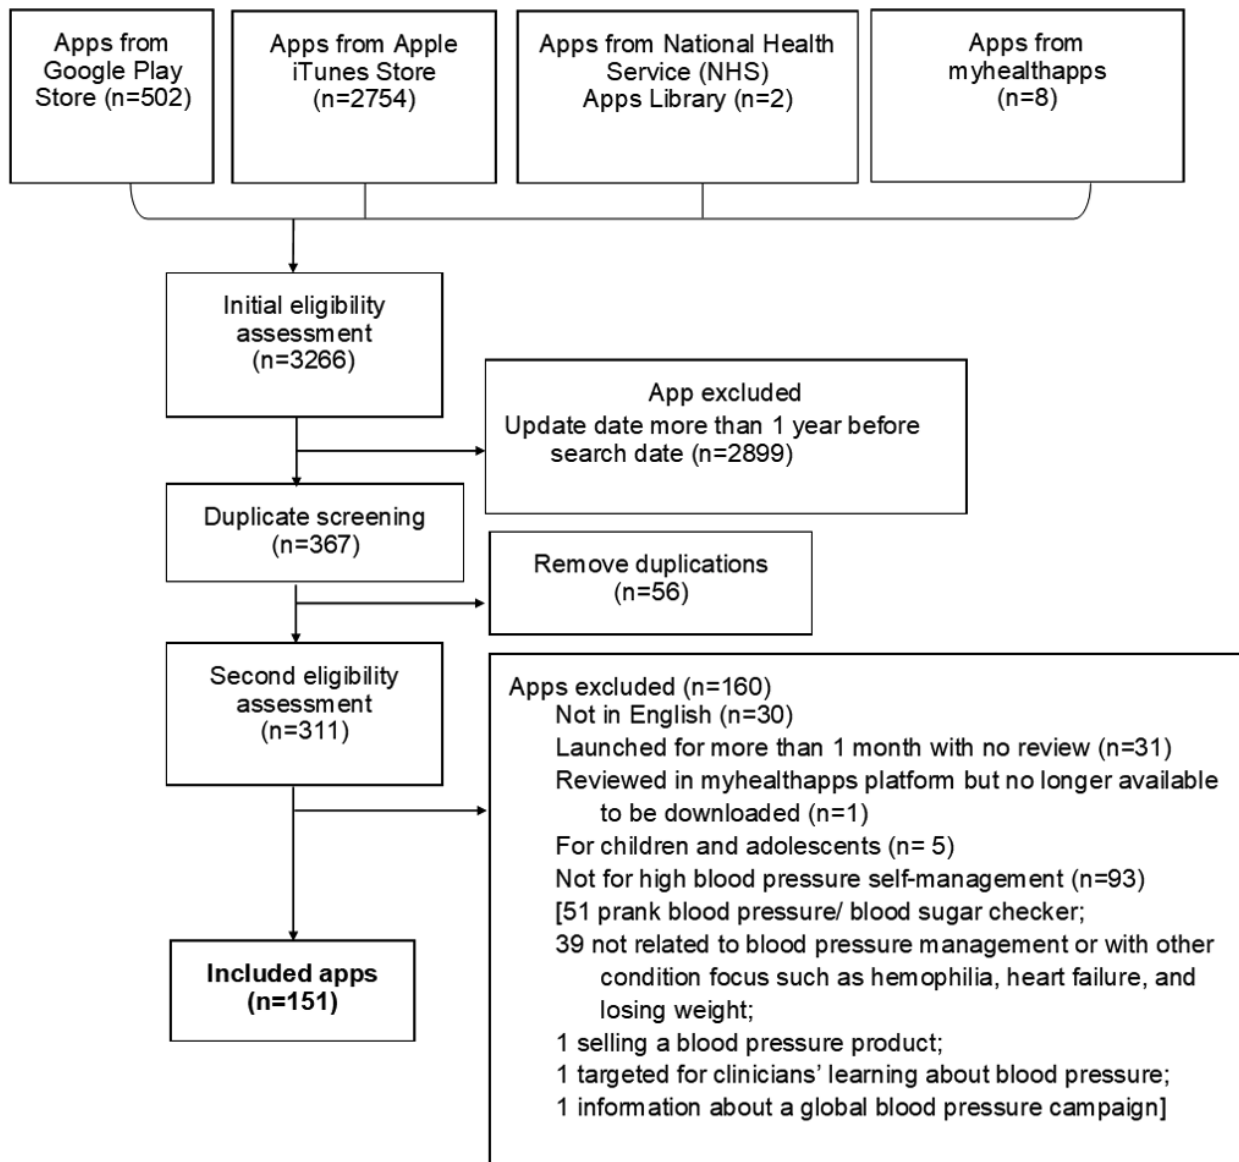 Apps from
Google Play
Store (n=502)
Apps from Apple
iTunes Store
(n=2754)
Apps from National Health
Service (NHS)
Apps Library (n=2)
Apps from
myhealthapps
(n=8)
Initial eligibility
assessment
(n=3266)
App excluded
Update date more than 1 year before
search date (n=2899)
Duplicate screening
(n=367)
Remove duplications
(n=56)
Second eligibility
assessment
(n=311)
Apps excluded (n=160)
Not in English (n=30)
Launched for more than 1 month with no review (n=31)
Reviewed in myhealthapps platform but no longer available
to be downloaded (n=1)
For children and adolescents (n= 5)
Not for high blood pressure self-management (n=93)
[51 prank blood pressure/ blood sugar checker;
39 not related to blood pressure management or with other
condition focus such as hemophilia, heart failure, and
losing weight;
1 selling a blood pressure product;
1 targeted for clinicians’ learning about blood pressure;
1 information about a global blood pressure campaign]
Included apps
(n=151)